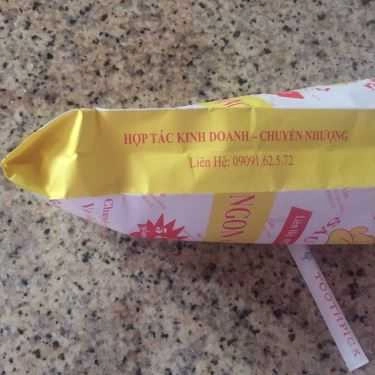 HỢP TÁC KINH DOANH – CHUYỂN NHƯỢNG
Liên Hệ: 09091.62.5.72
NGON
TOOTHPICK